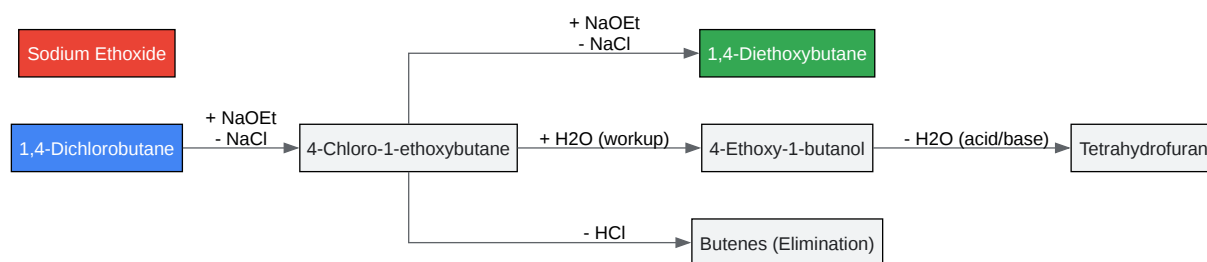 Sodium Ethoxide
+ NaOEt
- NaCl
1,4-Diethoxybutane
1,4-Dichlorobutane
+ NaOEt
- NaCl
4-Chloro-1-ethoxybutane
+ H2O (workup)
4-Ethoxy-1-butanol
- H2O (acid/base)
Tetrahydrofuran
- HCl
Butenes (Elimination)